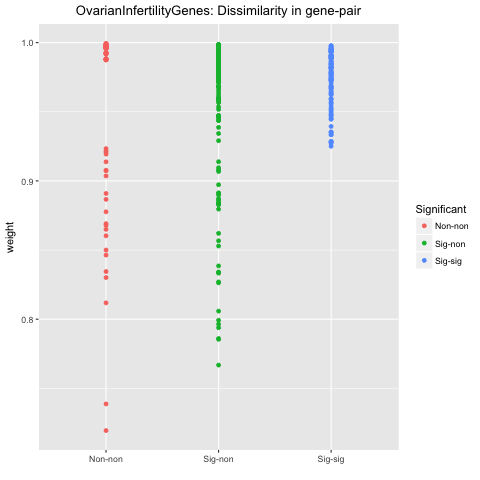 OvarianInfertilityGenes: Dissimilarity in gene-pair
1.0
0.9
0.8
weight
Non-non
Sig-non
Sig-sig
Significant
Non-non
Sig-non
Sig-sig